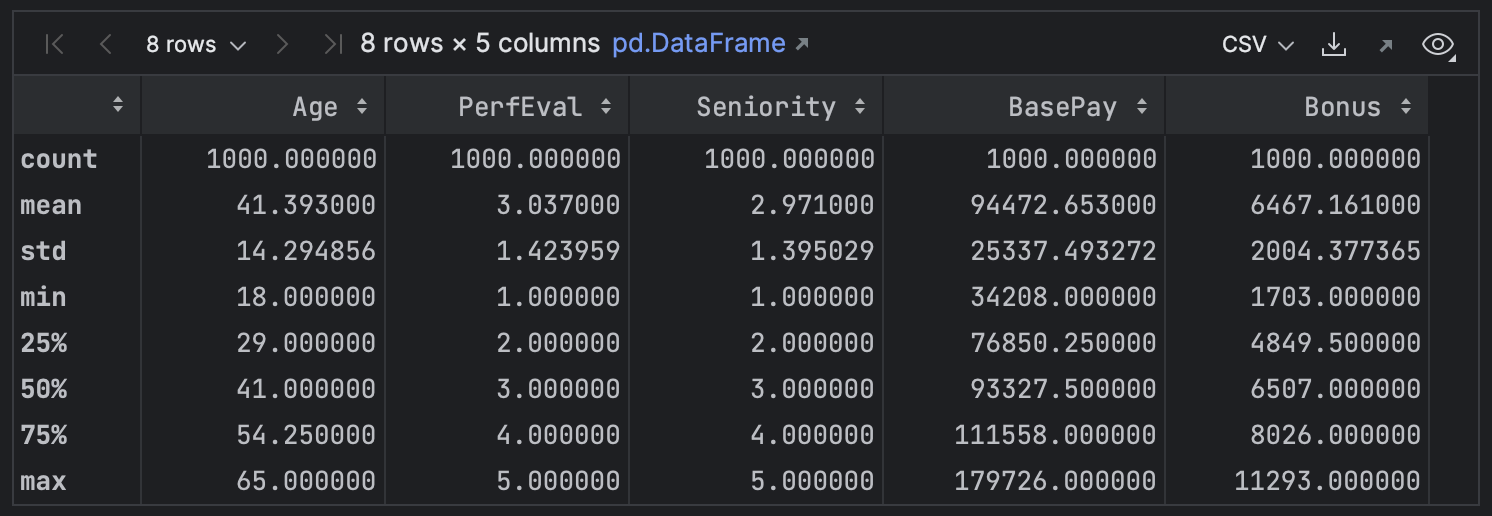 8 rows 8 rows × 5 columns pd.DataFrame CSV
Age PerfEval Seniority BasePay Bonus
count 1000.000000 1000.000000 1000.000000 1000.000000 1000.000000
mean 41.393000 3.037000 2.971000 94472.653000 6467.161000
std 14.294856 1.423959 1.395029 25337.493272 2004.377365
min 18.000000 1.000000 1.000000 34208.000000 1703.000000
25% 29.000000 2.000000 2.000000 76850.250000 4849.500000
50% 41.000000 3.000000 3.000000 93327.500000 6507.000000
75% 54.250000 4.000000 4.000000 111558.000000 8026.000000
max 65.000000 5.000000 5.000000 179726.000000 11293.000000